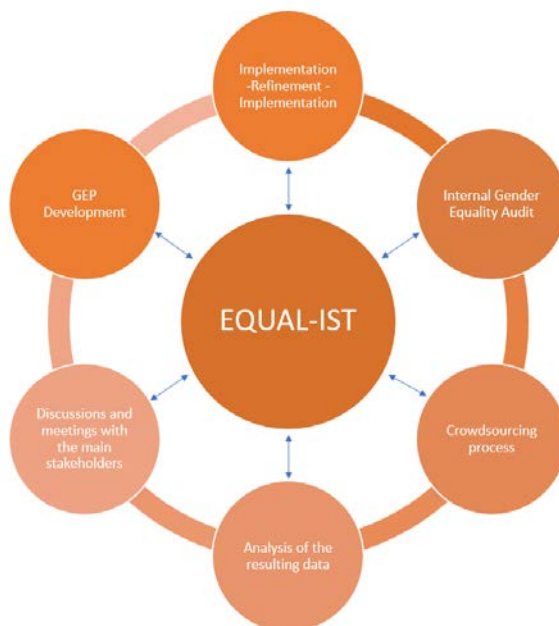 Implementation
-Refinement -
Implementation
GEP
Development
Internal Gender
Equality Audit
EQUAL-IST
Discussions and
meetings with
the main
stakeholders
Crowdsourcing
process
Analysis of the
resulting data